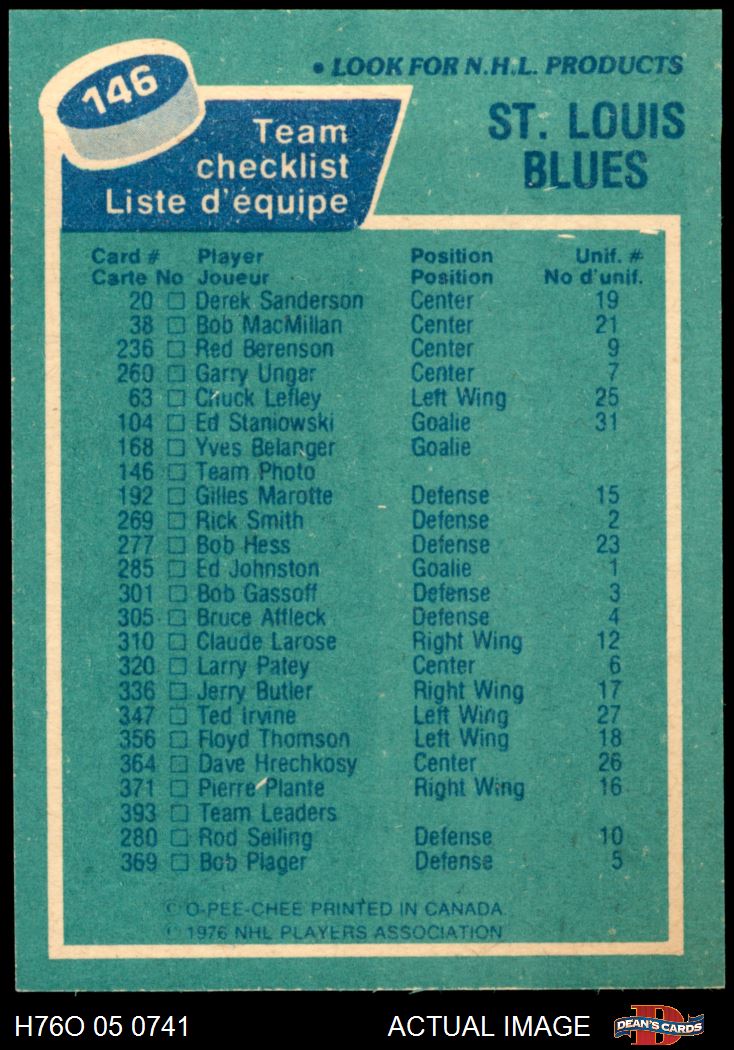 146
• LOOK FOR N.H.L. PRODUCTS
Team
checklist
Liste d'équipe
ST. LOUIS
BLUES
Card # Player Position Unif. #
Carte No Joueur Position No d'unif.
20 □ Derek Sanderson Center 19
38 □ Bob MacMillan Center 21
236 □ Red Berenson Center 9
260 □ Garry Unger Center 7
63 □ Chuck Lefley Left Wing 25
104 □ Ed Staniowski Goalie 31
168 □ Yves Belanger Goalie
146 □ Team Photo
192 □ Gilles Marotte Defense 15
269 □ Rick Smith Defense 2
277 □ Bob Hess Defense 23
285 □ Ed Johnston Goalie 1
301 □ Bob Gassoff Defense 3
305 □ Bruce Affleck Defense 4
310 □ Claude Larose Right Wing 12
320 □ Larry Patey Center 6
336 □ Jerry Butler Right Wing 17
347 □ Ted Irvine Left Wing 27
356 □ Floyd Thomson Left Wing 18
364 □ Dave Hrechkosy Center 26
371 □ Pierre Plante Right Wing 16
393 □ Team Leaders
280 □ Rod Seiling Defense 10
369 □ Bob Plager Defense 5
© O-PEE-CHEE PRINTED IN CANADA
© 1976 NHL PLAYERS ASSOCIATION
H76O 05 0741 ACTUAL IMAGE DEAN'S CARDS